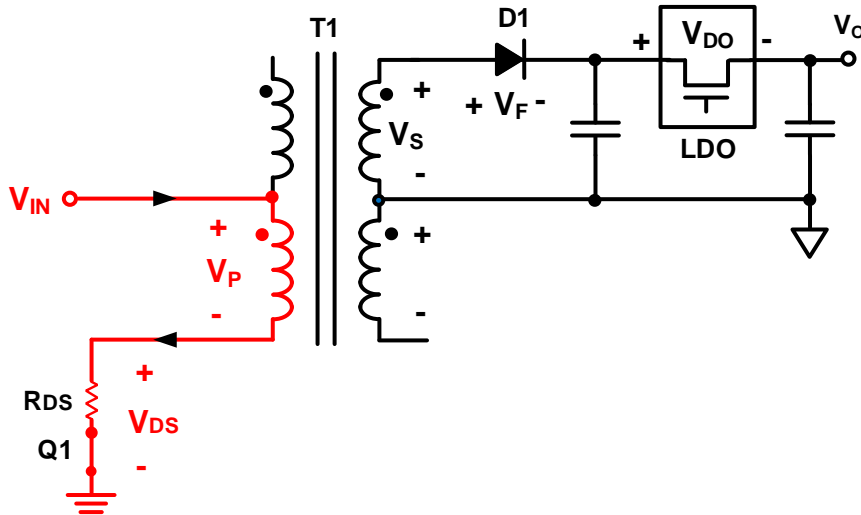 T1
D1
+ VDO -
VO
+ VF -
LDO
+
VS
-
VIN
+
VP
-
+
-
RDS
+
VDS
-
Q1